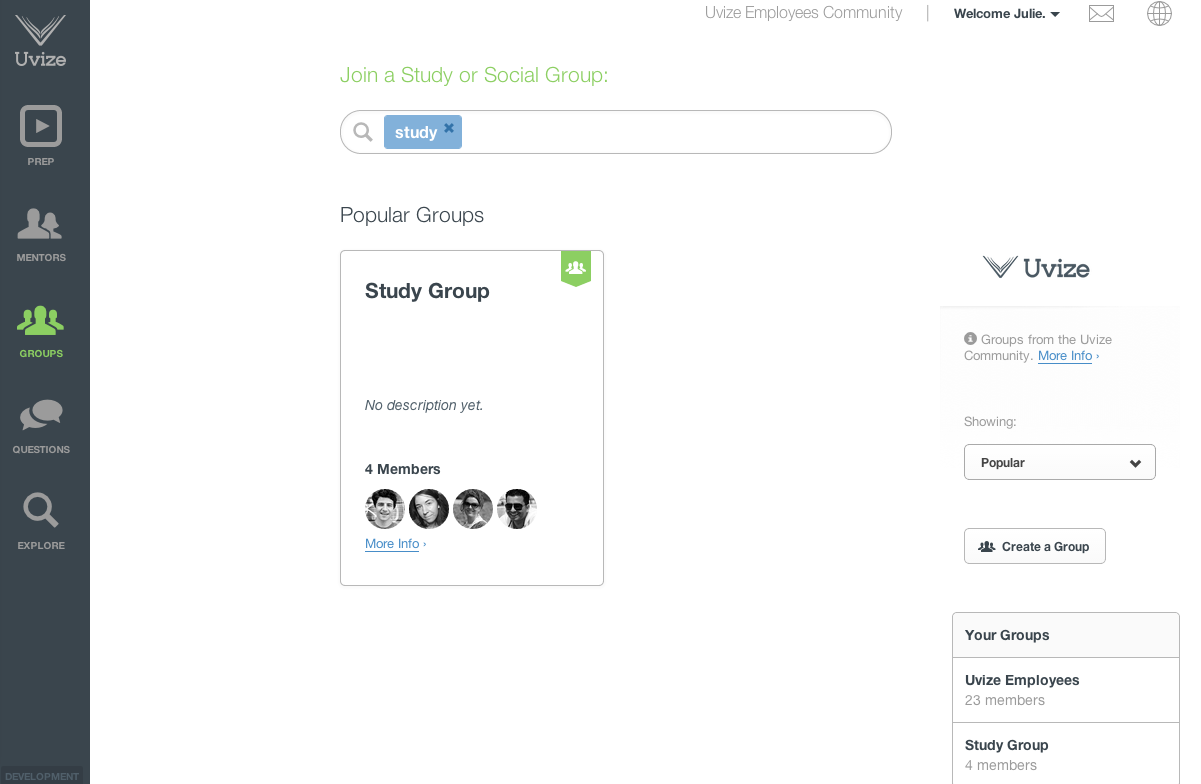 Uvize
PREP
MENTORS
GROUPS
QUESTIONS
EXPLORE
DEVELOPMENT
Uvize Employees Community | Welcome Julie.
Join a Study or Social Group:
study
Popular Groups
Study Group
No description yet.
4 Members
More Info ›
Uvize
Groups from the Uvize
Community. More Info ›
Showing:
Popular
Create a Group
Your Groups
Uvize Employees
23 members
Study Group
4 members